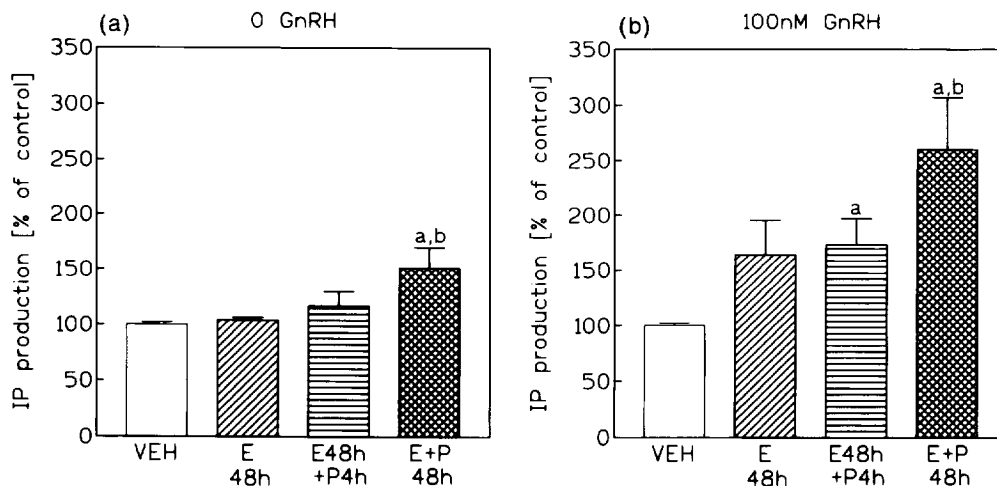 (a)
0 GnRH
IP production [% of control]
350
300
250
200
150
100
50
0
a,b
VEH
E
48h
E48h
+P4h
E+P
48h
(b)
100nM GnRH
IP production [% of control]
350
300
250
200
150
100
50
0
a
a,b
VEH
E
48h
E48h
+P4h
E+P
48h